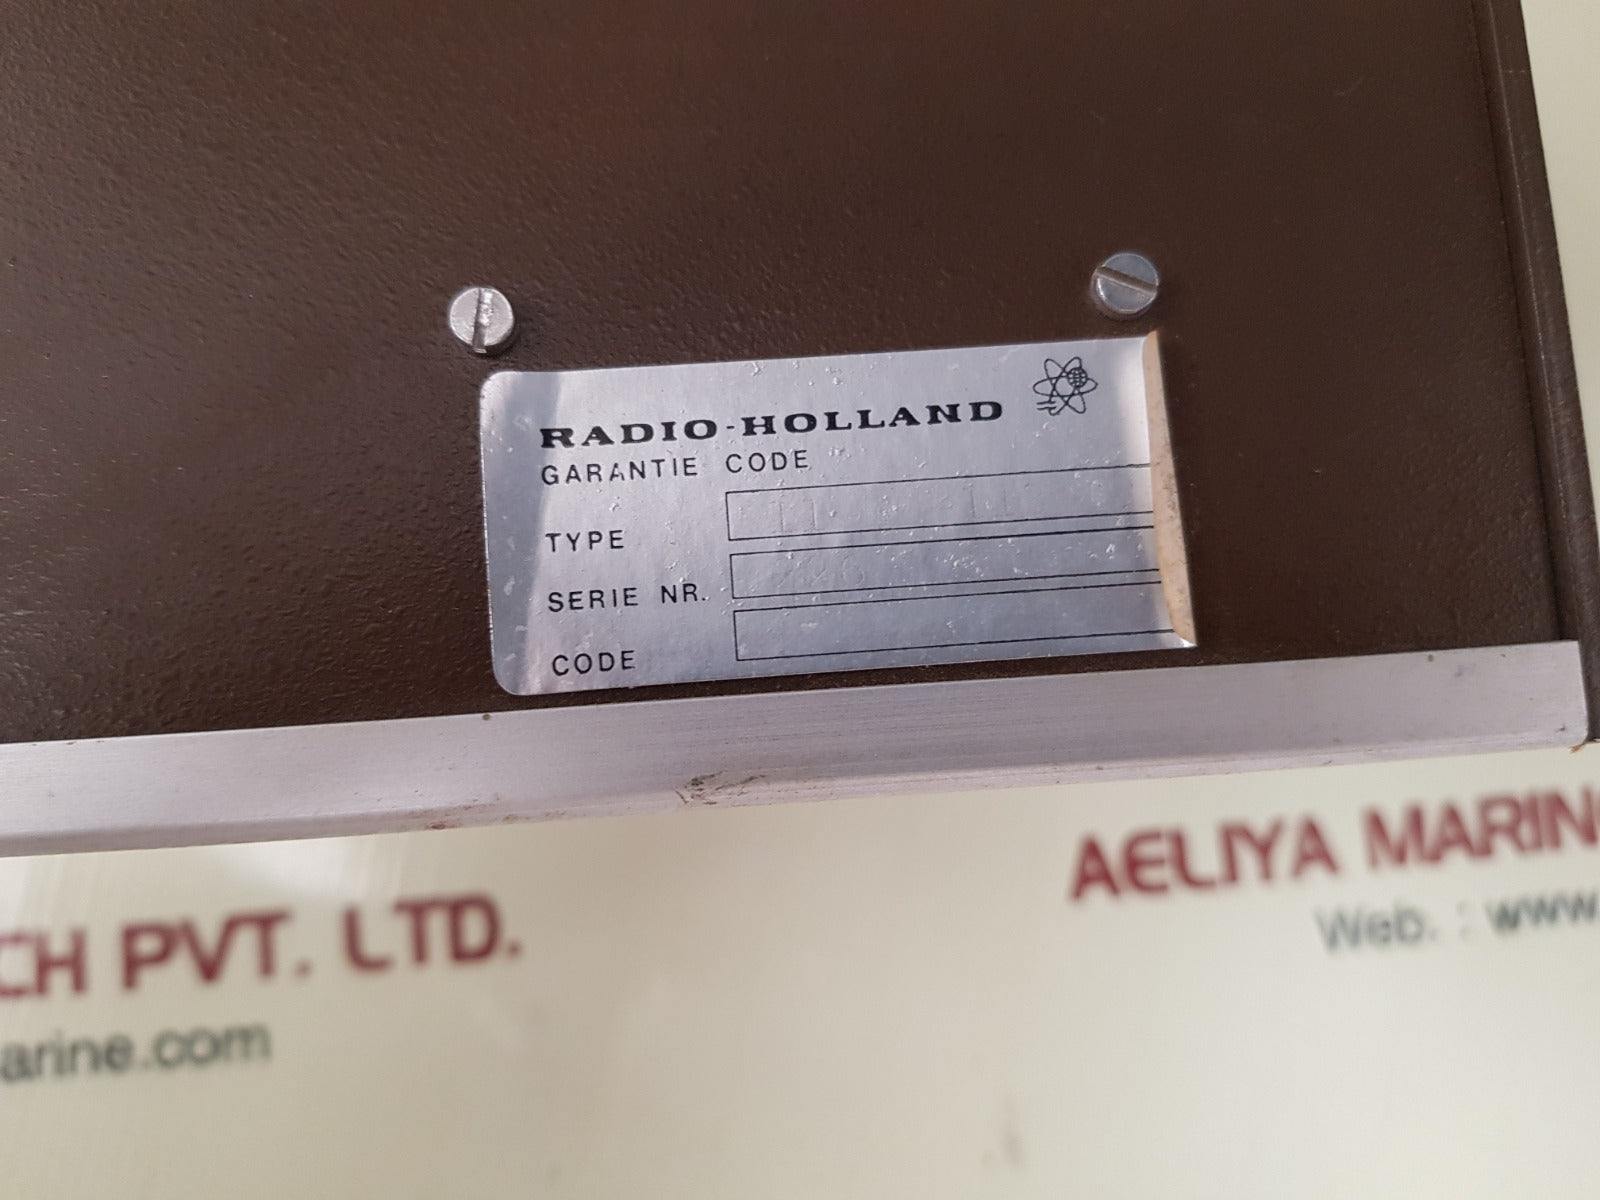 RADIO-HOLLAND
GARANTIE CODE
TYPE
SERIE NR.
CODE
CH PVT. LTD.
arine.com
AELIYA MARIN
Web. : www.